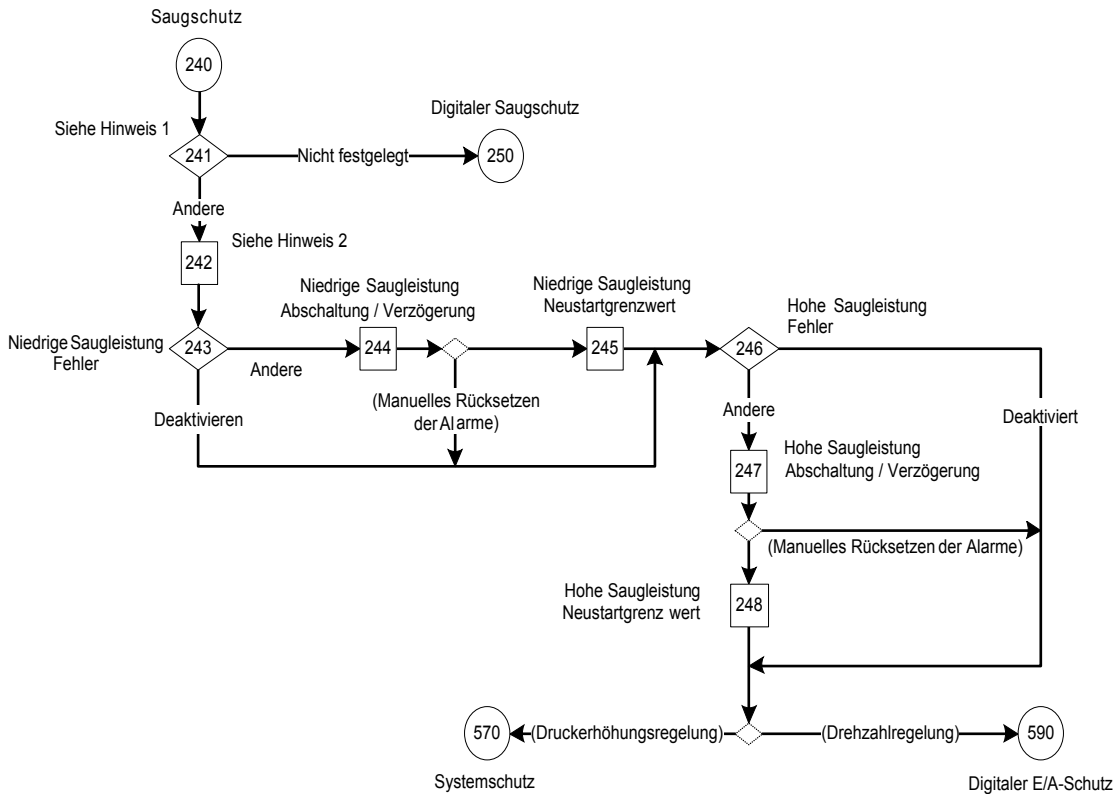 Saugschutz
240
Digitaler Saugschutz
Siehe Hinweis 1
241
Nicht festgelegt
250
Andere
Siehe Hinweis 2
242
Niedrige Saugleistung
Abschaltung / Verzögerung
Niedrige Saugleistung
Neustartgrenzwert
Hohe Saugleistung
Fehler
Niedrige Saugleistung
Fehler
243
Andere
244
245
246
(Manuelles Rücksetzen
der Alarme)
Deaktivieren
Andere
Deaktiviert
247
Hohe Saugleistung
Abschaltung / Verzögerung
(Manuelles Rücksetzen der Alarme)
Hohe Saugleistung
Neustartgrenz wert
248
570
(Druckerhöhungsregelung)
(Drehzahlregelung)
590
Systemschutz
Digitaler E/A-Schutz